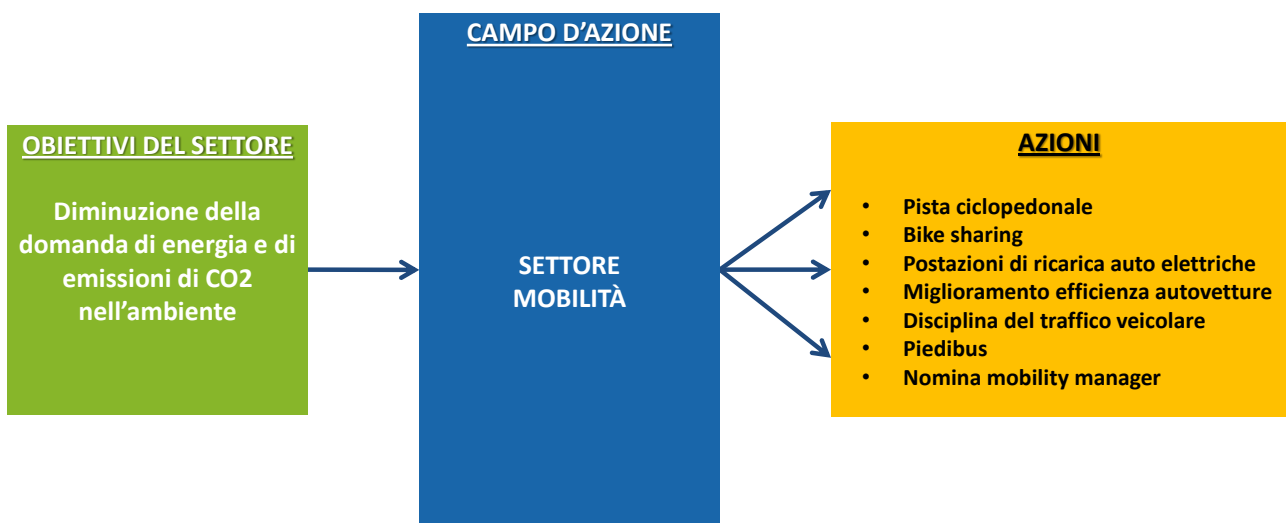 CAMPO D’AZIONE
OBIETTIVI DEL SETTORE
Diminuzione della
domanda di energia e di
emissioni di CO2
nell’ambiente
SETTORE
MOBILITÀ
AZIONI
• Pista ciclopedonale
• Bike sharing
• Postazioni di ricarica auto elettriche
• Miglioramento efficienza autovetture
• Disciplina del traffico veicolare
• Piedibus
• Nomina mobility manager